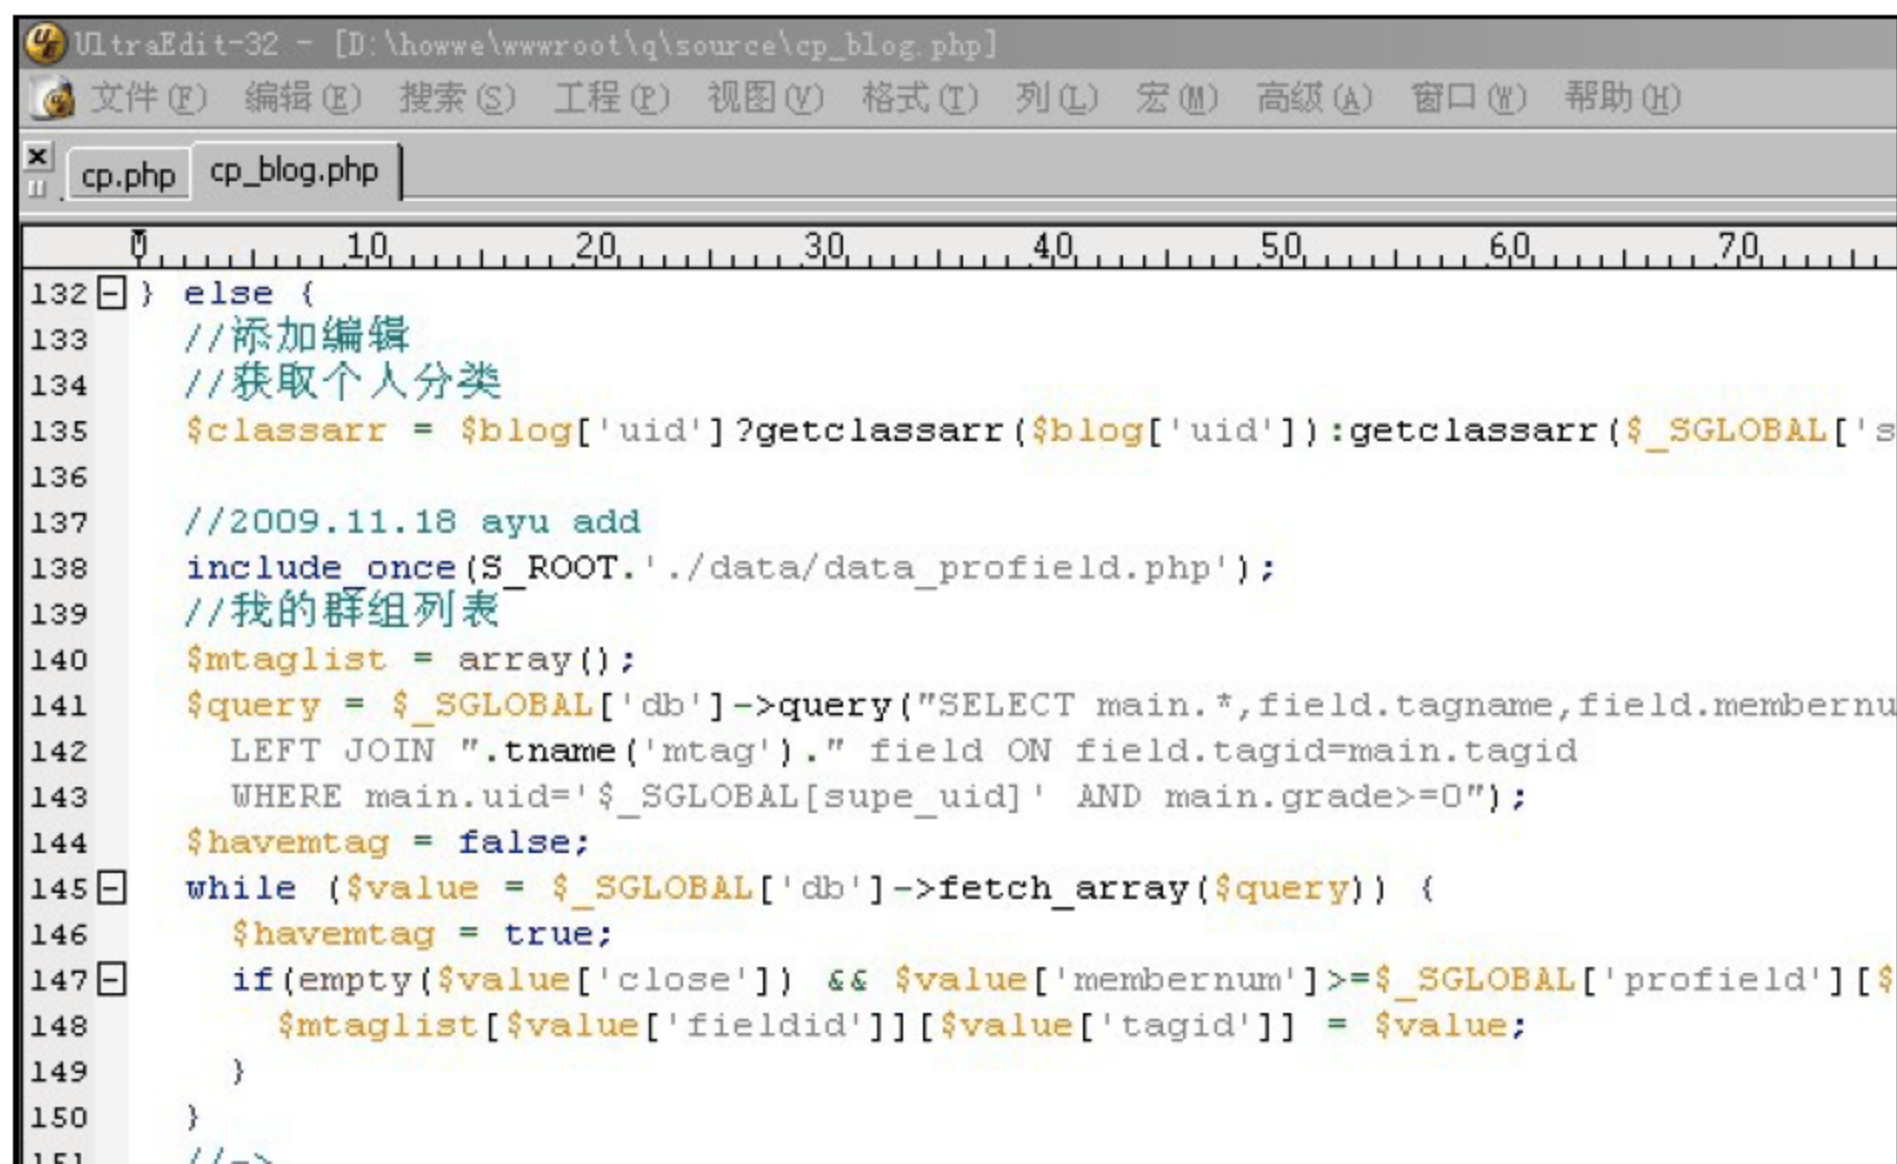 UltraEdit-32 - [D:\howwe\wwwroot\q\source\cp_blog.php]
文件(F) 编辑(E) 搜索(S) 工程(P) 视图(V) 格式(T) 列(L) 宏(M) 高级(A) 窗口(W) 帮助(H)
cp.php cp_blog.php
0 10 20 30 40 50 60 70
132 } else {
133 //添加编辑
134 //获取个人分类
135 $classarr = $blog['uid']?getclassarr($blog['uid']):getclassarr($_SGLOBAL['s
136
137 //2009.11.18 ayu add
138 include_once(S_ROOT.'./data/data_profield.php');
139 //我的群组列表
140 $mtaglist = array();
141 $query = $_SGLOBAL['db']->query("SELECT main.*,field.tagname,field.membernu
142 LEFT JOIN ".tname('mtag')." field ON field.tagid=main.tagid
143 WHERE main.uid='$_SGLOBAL[supe_uid]' AND main.grade>=0");
144 $havemtag = false;
145 while ($value = $_SGLOBAL['db']->fetch_array($query)) {
146 $havemtag = true;
147 if(empty($value['close']) && $value['membernum']>=$_SGLOBAL['profield'][$
148 $mtaglist[$value['fieldid']][$value['tagid']] = $value;
149 }
150 }
151 //->